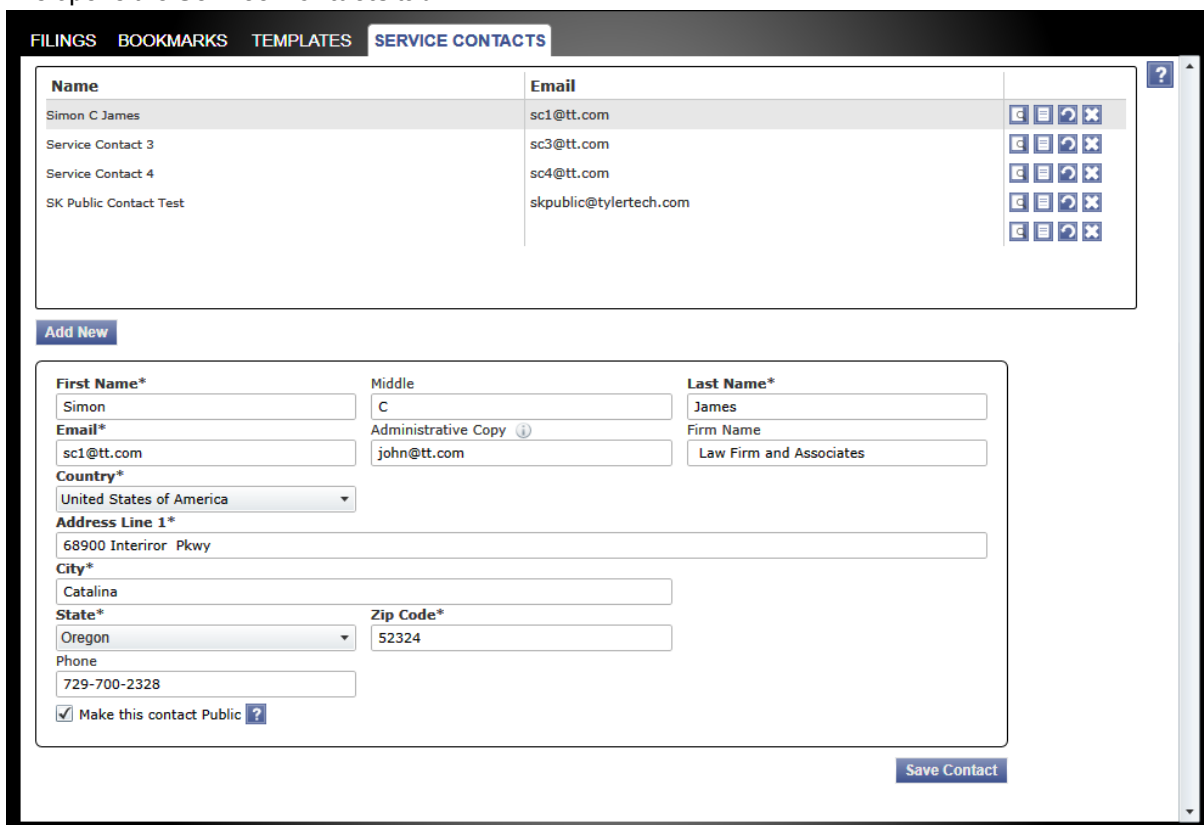 FILINGS BOOKMARKS TEMPLATES SERVICE CONTACTS
?
Name Email
Simon C James sc1@tt.com
Service Contact 3 sc3@tt.com
Service Contact 4 sc4@tt.com
SK Public Contact Test skpublic@tylertech.com
Add New
First Name* Middle Last Name*
Simon C James
Email* Administrative Copy i Firm Name
sc1@tt.com john@tt.com Law Firm and Associates
Country*
United States of America
Address Line 1*
68900 Interiror Pkwy
City*
Catalina
State* Zip Code*
Oregon 52324
Phone
729-700-2328
Make this contact Public ?
Save Contact